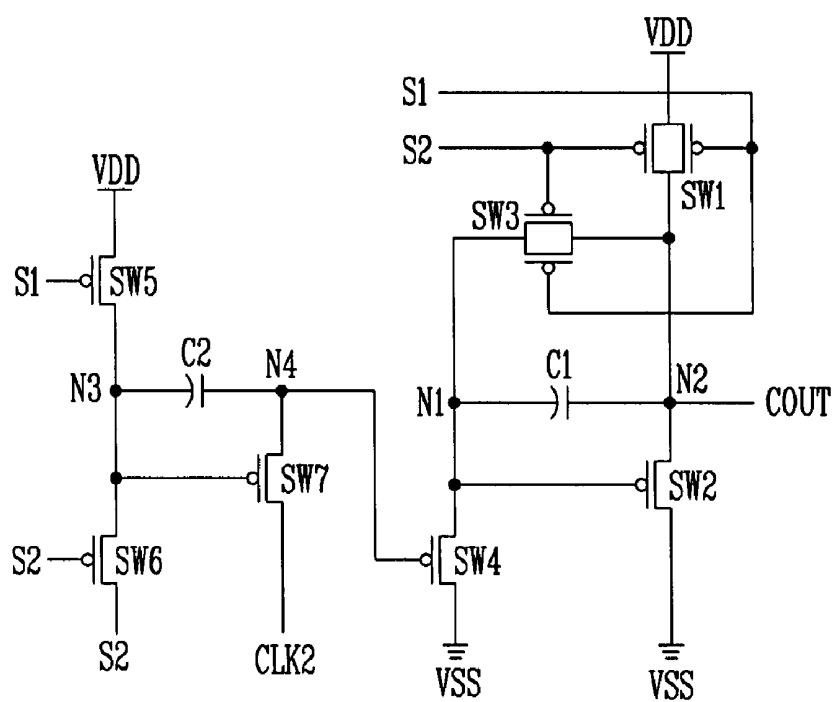 VDD
S1
S2
SW1
SW3
VDD
S1
SW5
C2
N4
N3
N1
C1
N2
COUT
SW7
SW2
S2
SW6
SW4
S2
CLK2
VSS
VSS